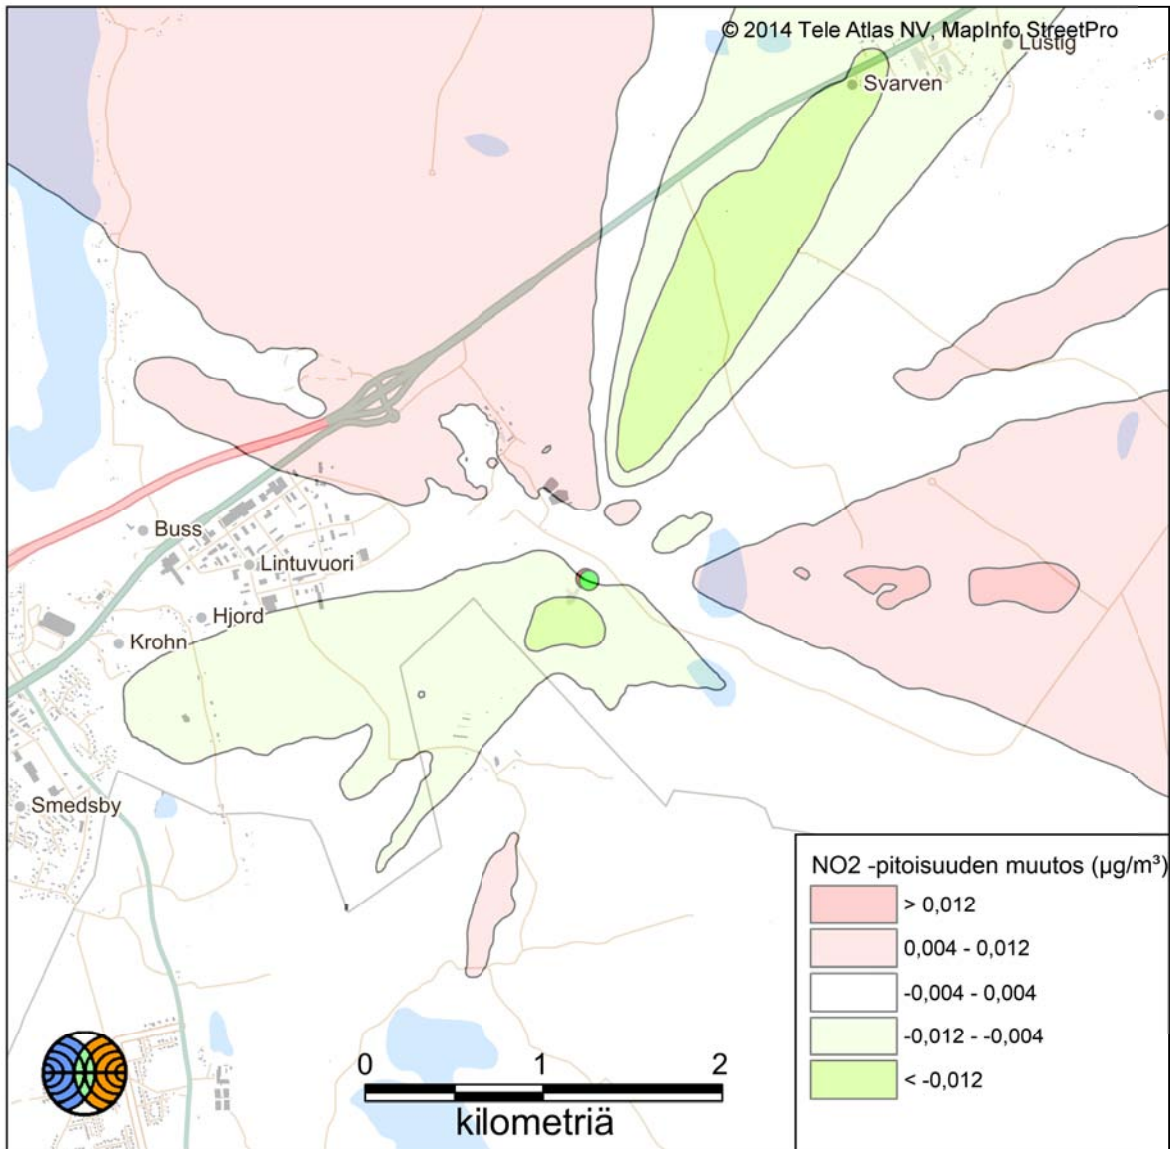 © 2014 Tele Atlas NV, MapInfo StreetPro
Lustig
Svarven
Buss
Lintuvuori
Hjord
Krohn
Smedsby
NO2 -pitoisuuden muutos (µg/m³)
> 0,012
0,004 - 0,012
-0,004 - 0,004
-0,012 - -0,004
< -0,012
0 1 2
kilometriä